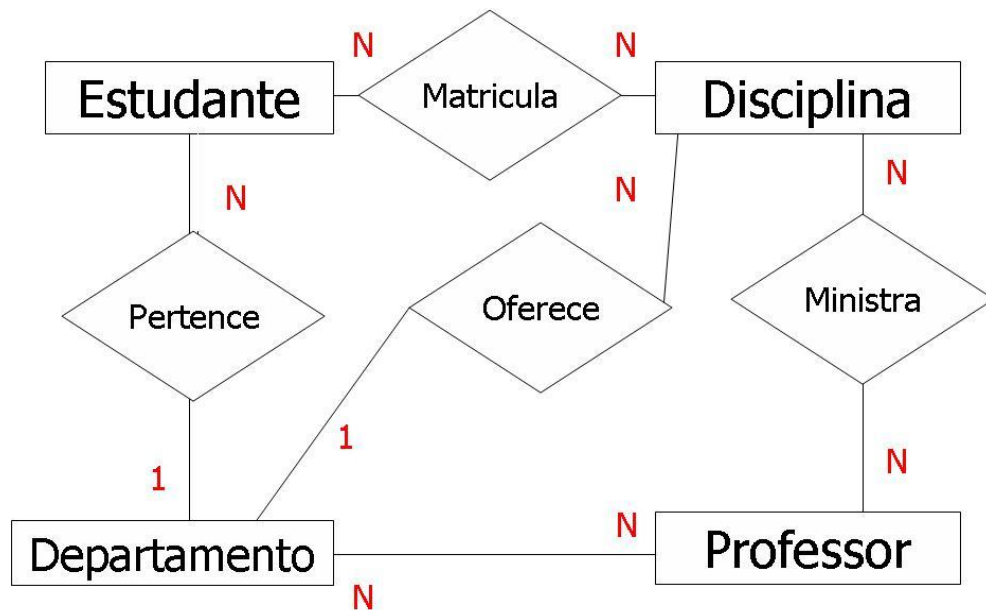 N N
Estudante Matricula Disciplina
N N N
Pertence Oferece Ministra
1 1 N
Departamento N N Professor